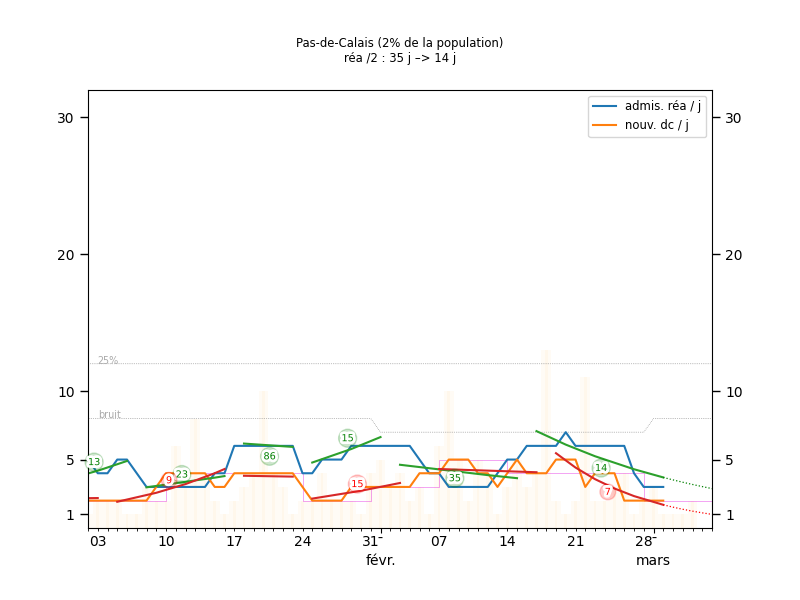 Pas-de-Calais (2% de la population)
réa /2 : 35 j –> 14 j
admis. réa / j
nouv. dc / j
30 30
20 20
25%
10 10
bruit
15
13 86
5 23 14 5
9 15 35
7
1 1
03 10 17 24 31- 07 14 21 28-
févr. mars